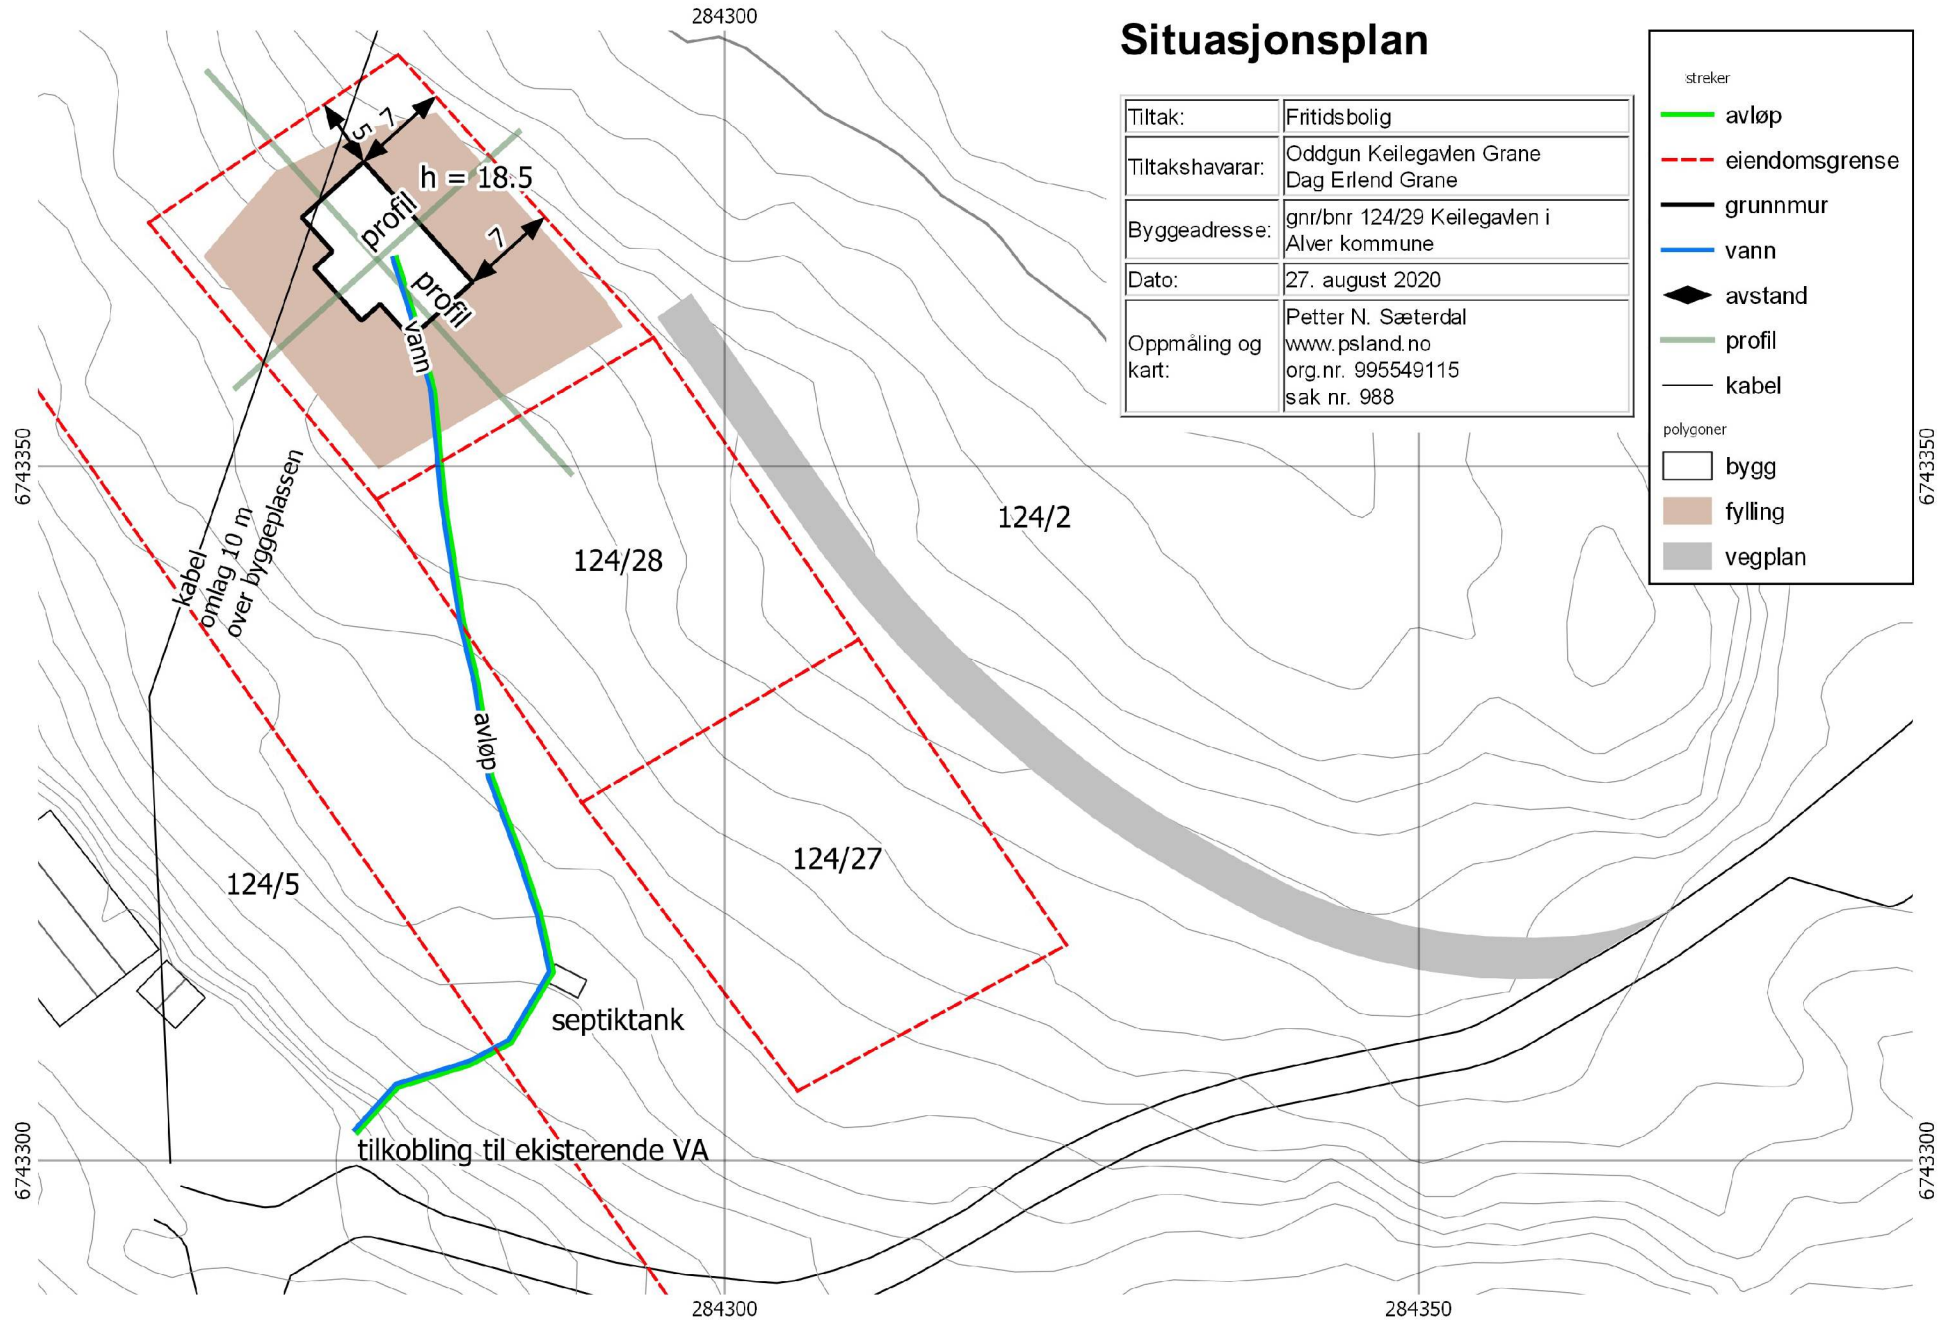 284300
Situasjonsplan
Tiltak: Fritidsbolig
Tiltakshavarar: Oddgun Keilegavlen Grane
Dag Erlend Grane
Byggeadresse: gnr/bnr 124/29 Keilegavlen i
Alver kommune
Dato: 27. august 2020
Oppmåling og
kart:
Petter N. Sæterdal
www.psland.no
org.nr. 995549115
sak nr. 988
streker
avløp
eiendomsgrense
grunnmur
vann
avstand
profil
kabel
polygoner
bygg
fylling
vegplan
5
7
h = 18.5
profil
7
profil
vann
6743350
6743350
kabel
omlag 10 m
over byggeplassen
124/2
124/28
avløp
124/27
124/5
septiktank
tilkobling til ekisterende VA
6743300
6743300
284300
284350